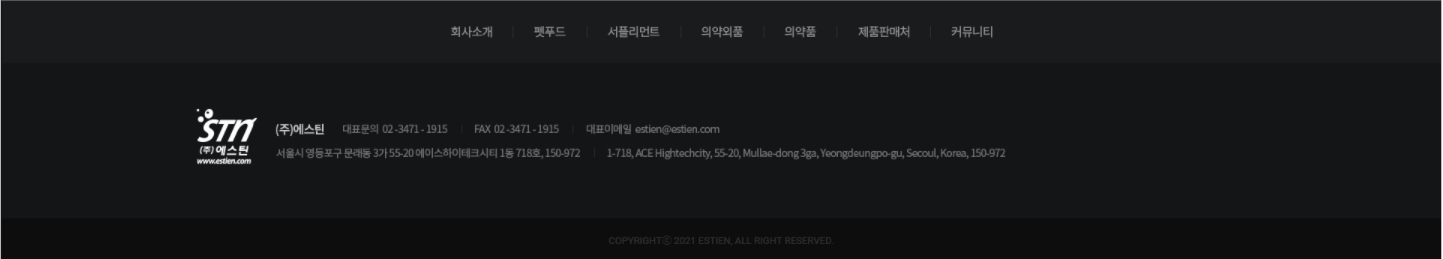 회사소개 펫푸드 서플리먼트 의약외품 의약품 제품판매처 커뮤니티
STN
(주)에스틴
www.estien.com
(주)에스틴 대표문의 02-3471-1915 FAX 02-3471-1915 대표이메일 estien@estien.com
서울시 영등포구 문래동 3가 55-20 에이스하이테크시티 1동 718호, 150-972 1-718, ACE Hightechcity, 55-20, Mullae-dong 3ga, Yeongdeungpo-gu, Secoul, Korea, 150-972
COPYRIGHTⓒ 2021 ESTIEN, ALL RIGHT RESERVED.